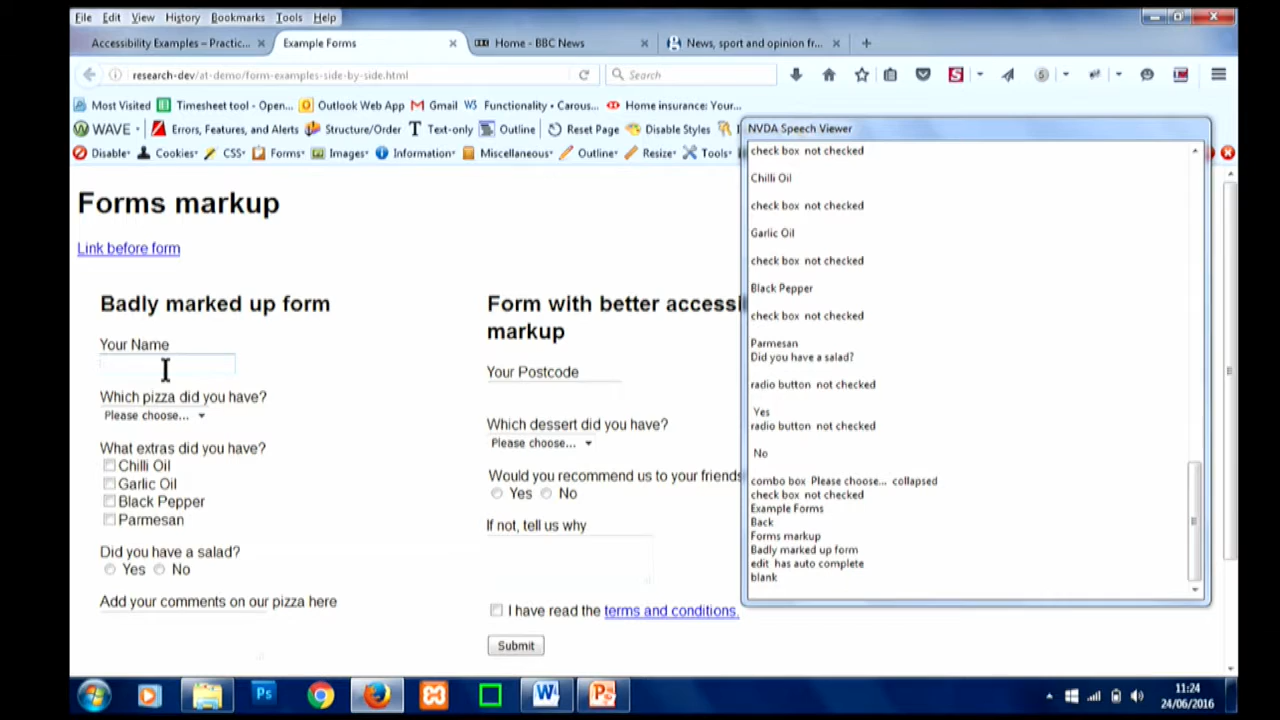 File Edit View History Bookmarks Tools Help
Accessibility Examples – Practic... Example Forms Home - BBC News News, sport and opinion fr...
research-dev/at-demo/form-examples-side-by-side.html Search
Most Visited Timesheet tool - Open... Outlook Web App Gmail Functionality • Carous... Home insurance: Your...
WAVE Errors, Features, and Alerts Structure/Order Text-only Outline Reset Page Disable Styles
Disable Cookies CSS Forms Images Information Miscellaneous Outline Resize Tools
Forms markup
Link before form
Badly marked up form
Your Name
Which pizza did you have?
Please choose...
What extras did you have?
Chilli Oil
Garlic Oil
Black Pepper
Parmesan
Did you have a salad?
Yes No
Add your comments on our pizza here
Form with better accessi
markup
Your Postcode
Which dessert did you have?
Please choose...
Would you recommend us to your friends
Yes No
If not, tell us why
I have read the terms and conditions.
Submit
NVDA Speech Viewer
check box not checked
Chilli Oil
check box not checked
Garlic Oil
check box not checked
Black Pepper
check box not checked
Parmesan
Did you have a salad?
radio button not checked
Yes
radio button not checked
No
combo box Please choose... collapsed
check box not checked
Example Forms
Back
Forms markup
Badly marked up form
edit has auto complete
blank
11:24
24/06/2016